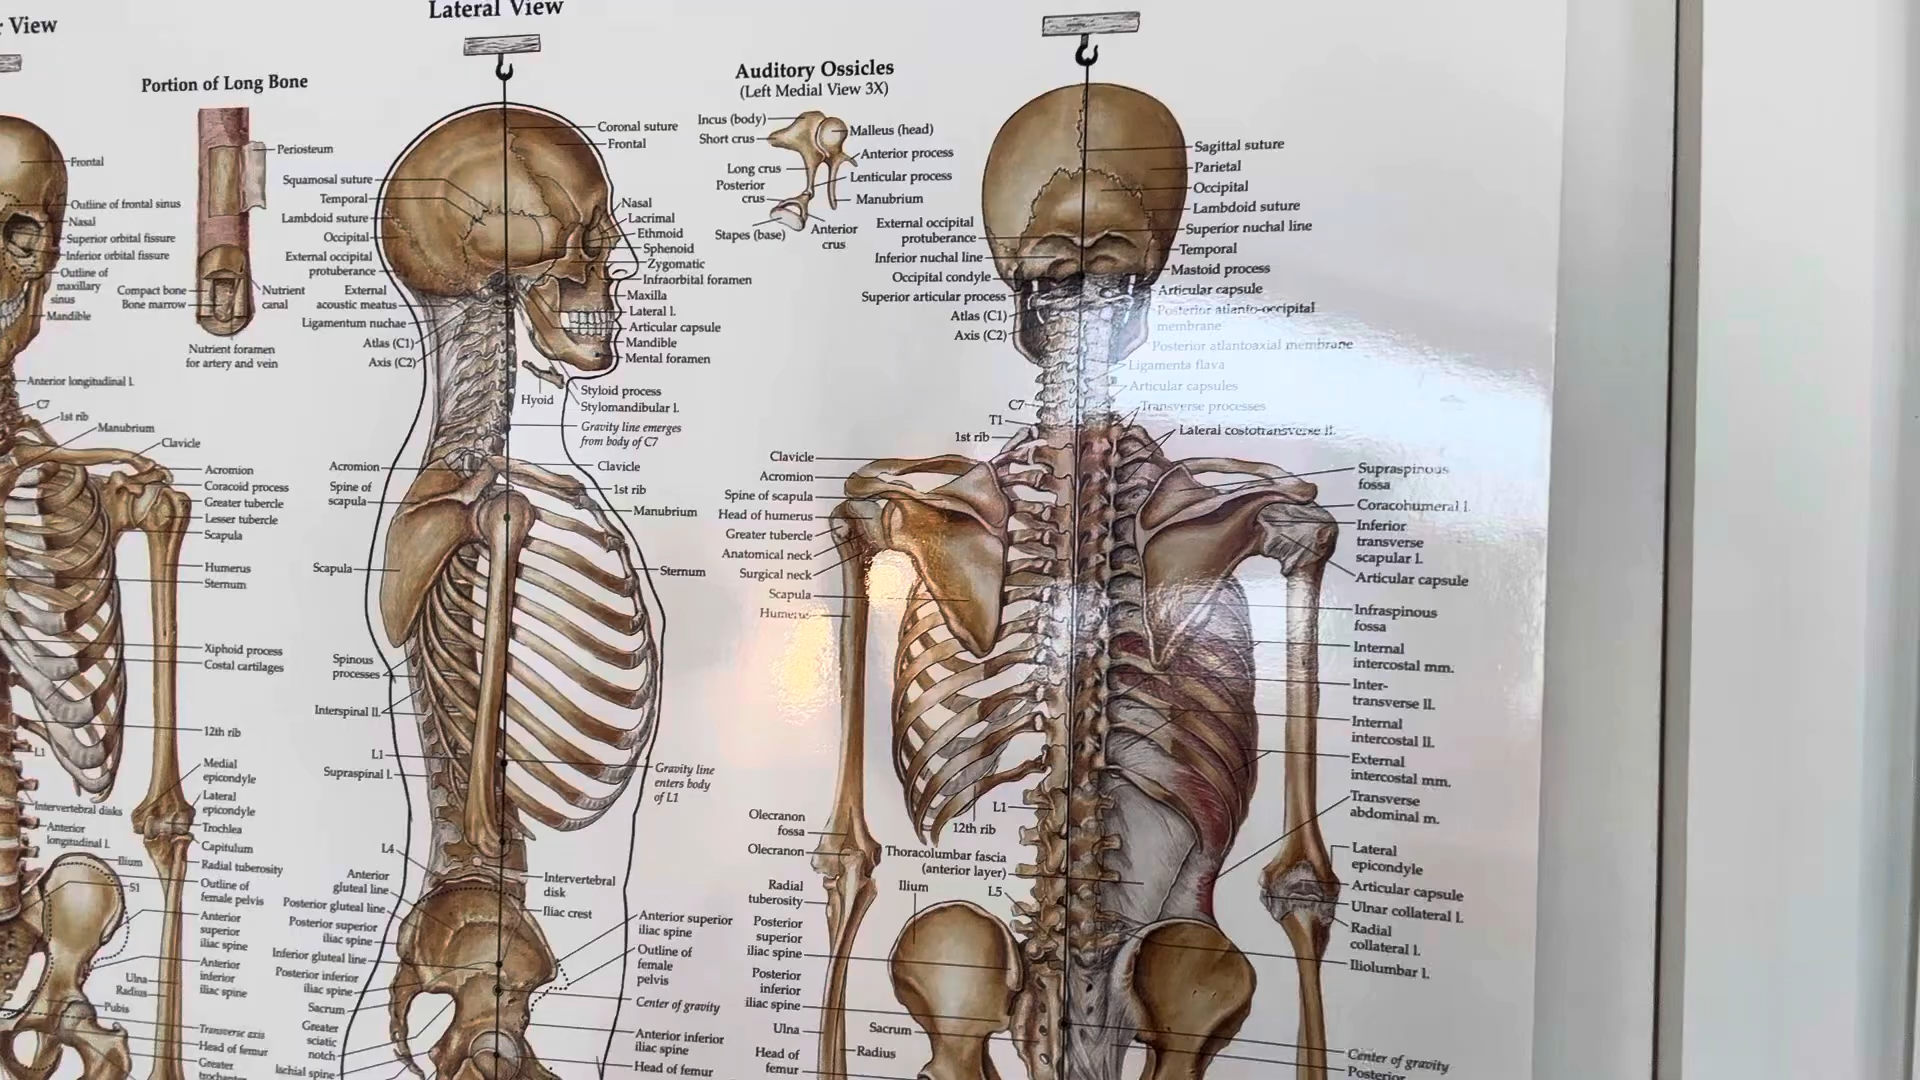 View
Frontal
Outline of frontal sinus
Nasal
Superior orbital fissure
Inferior orbital fissure
Outline of
maxillary
sinus
Mandible
Anterior longitudinal l.
C7
1st rib
Manubrium
Clavicle
Acromion
Coracoid process
Greater tubercle
Lesser tubercle
Scapula
Humerus
Sternum
Xiphoid process
Costal cartilages
12th rib
L1
Medial
epicondyle
Lateral
epicondyle
Intervertebral disks
Anterior
longitudinal l.
Trochlea
Capitulum
Ilium
Radial tuberosity
S1
Outline of
female pelvis
Anterior
superior
iliac spine
Anterior
inferior
iliac spine
Ulna
Radius
Pubis
Transverse axis
Head of femur
Greater
Portion of Long Bone
Periosteum
Compact bone
Bone marrow
Nutrient
canal
Nutrient foramen
for artery and vein
Lateral View
Coronal suture
Frontal
Squamosal suture
Temporal
Lambdoid suture
Occipital
External occipital
protuberance
External
acoustic meatus
Ligamentum nuchae
Atlas (C1)
Axis (C2)
Nasal
Lacrimal
Ethmoid
Sphenoid
Zygomatic
Infraorbital foramen
Maxilla
Lateral l.
Articular capsule
Mandible
Mental foramen
Hyoid
Styloid process
Stylomandibular l.
Gravity line emerges
from body of C7
Acromion
Spine of
scapula
Clavicle
1st rib
Manubrium
Scapula
Sternum
Spinous
processes
Interspinal ll.
L1
Supraspinal l.
Gravity line
enters body
of L1
L4
Anterior
gluteal line
Posterior gluteal line
Posterior superior
iliac spine
Inferior gluteal line
Posterior inferior
iliac spine
Sacrum
Greater
sciatic
notch
Ischial spine
Intervertebral
disk
Iliac crest
Anterior superior
iliac spine
Outline of
female
pelvis
Center of gravity
Anterior inferior
iliac spine
Head of femur
Auditory Ossicles
(Left Medial View 3X)
Incus (body)
Short crus
Long crus
Posterior
crus
Stapes (base)
Malleus (head)
Anterior process
Lenticular process
Manubrium
Anterior
crus
External occipital
protuberance
Inferior nuchal line
Occipital condyle
Superior articular process
Atlas (C1)
Axis (C2)
C7
T1
1st rib
Clavicle
Acromion
Spine of scapula
Head of humerus
Greater tubercle
Anatomical neck
Surgical neck
Scapula
Humerus
Olecranon
fossa
Olecranon
L1
12th rib
Thoracolumbar fascia
(anterior layer)
Radial
tuberosity
Ilium
L5
Posterior
superior
iliac spine
Posterior
inferior
iliac spine
Ulna
Sacrum
Radius
Head of
femur
Sagittal suture
Parietal
Occipital
Lambdoid suture
Superior nuchal line
Temporal
Mastoid process
Articular capsule
Posterior atlanto-occipital
membrane
Posterior atlantoaxial membrane
Ligamenta flava
Articular capsules
Transverse processes
Lateral costotransverse ll.
Supraspinous
fossa
Coracohumeral l.
Inferior
transverse
scapular l.
Articular capsule
Infraspinous
fossa
Internal
intercostal mm.
Inter-
transverse ll.
Internal
intercostal ll.
External
intercostal mm.
Transverse
abdominal m.
Lateral
epicondyle
Articular capsule
Ulnar collateral l.
Radial
collateral l.
Iliolumbar l.
Center of gravity
Posterior